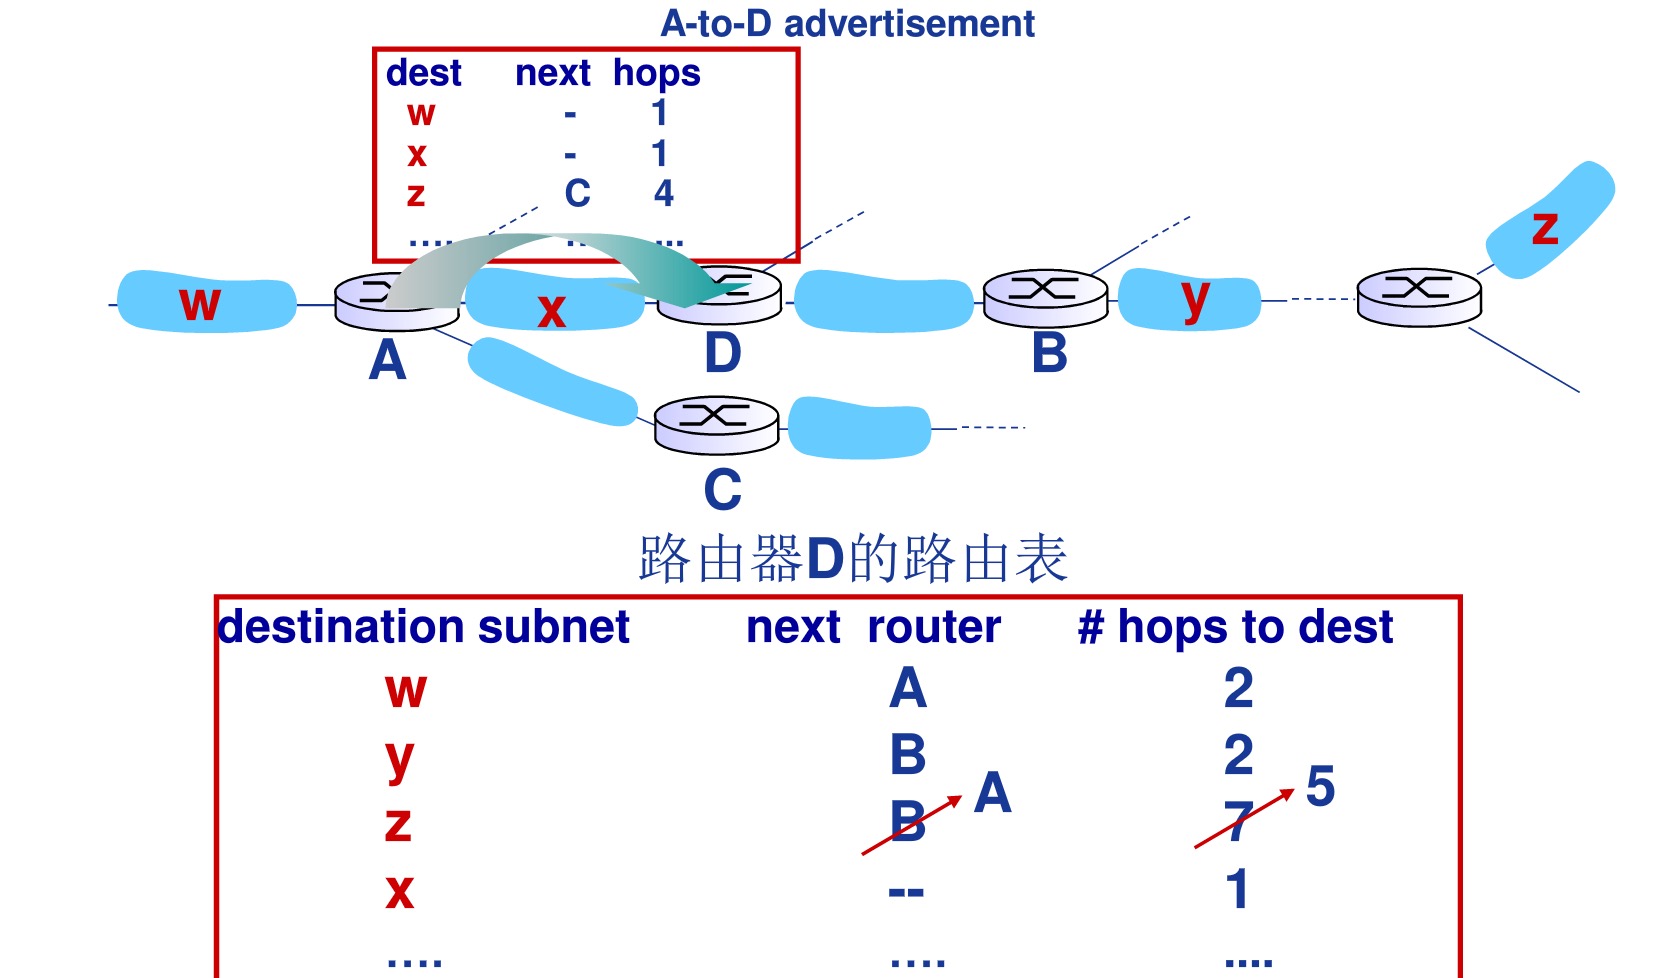 A-to-D advertisement
dest next hops
w - 1
x - 1
z C 4
.... ... ...
w
x
y
z
A
D
B
C
路由器D的路由表
destination subnet next router # hops to dest
w A 2
y B 2
z B A 7 5
x -- 1
.... .... ....